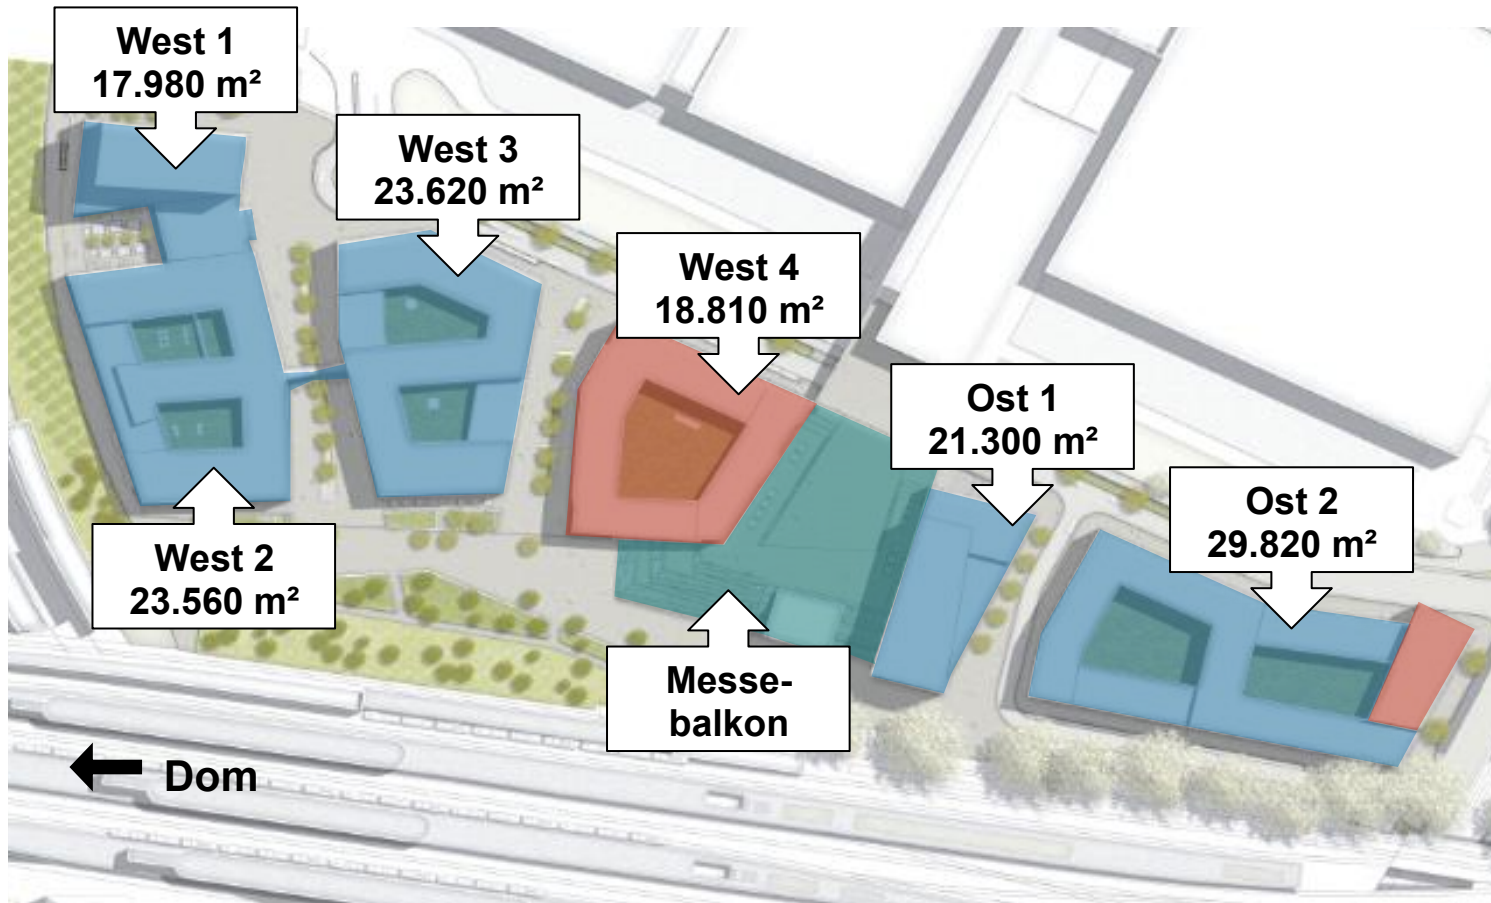 West 1
17.980 m²
West 3
23.620 m²
West 4
18.810 m²
Ost 1
21.300 m²
Ost 2
29.820 m²
West 2
23.560 m²
Messe-
balkon
Dom